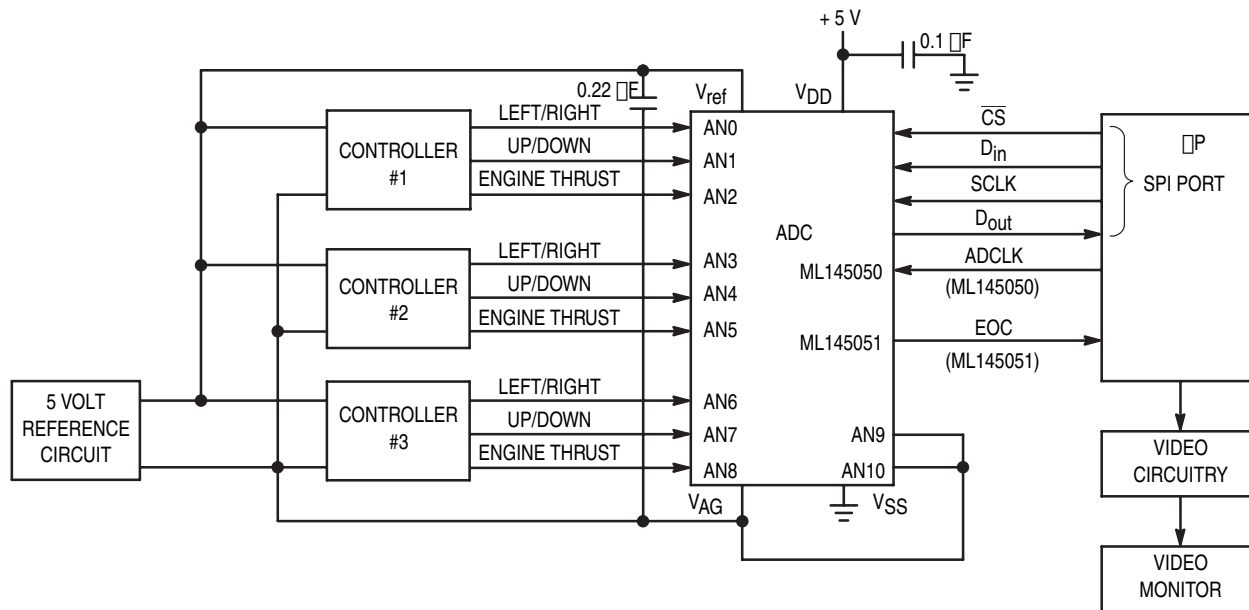 + 5 V
0.1 □F
0.22 □F
Vref
VDD
LEFT/RIGHT
UP/DOWN
ENGINE THRUST
CONTROLLER
#1
AN0
AN1
AN2
LEFT/RIGHT
UP/DOWN
ENGINE THRUST
CONTROLLER
#2
AN3
AN4
AN5
LEFT/RIGHT
UP/DOWN
ENGINE THRUST
CONTROLLER
#3
AN6
AN7
AN8
5 VOLT
REFERENCE
CIRCUIT
ADC
ML145050
ML145051
AN9
AN10
VAG
VSS
CS
Din
SCLK
Dout
ADCLK
(ML145050)
EOC
(ML145051)
□P
SPI PORT
VIDEO
CIRCUITRY
VIDEO
MONITOR